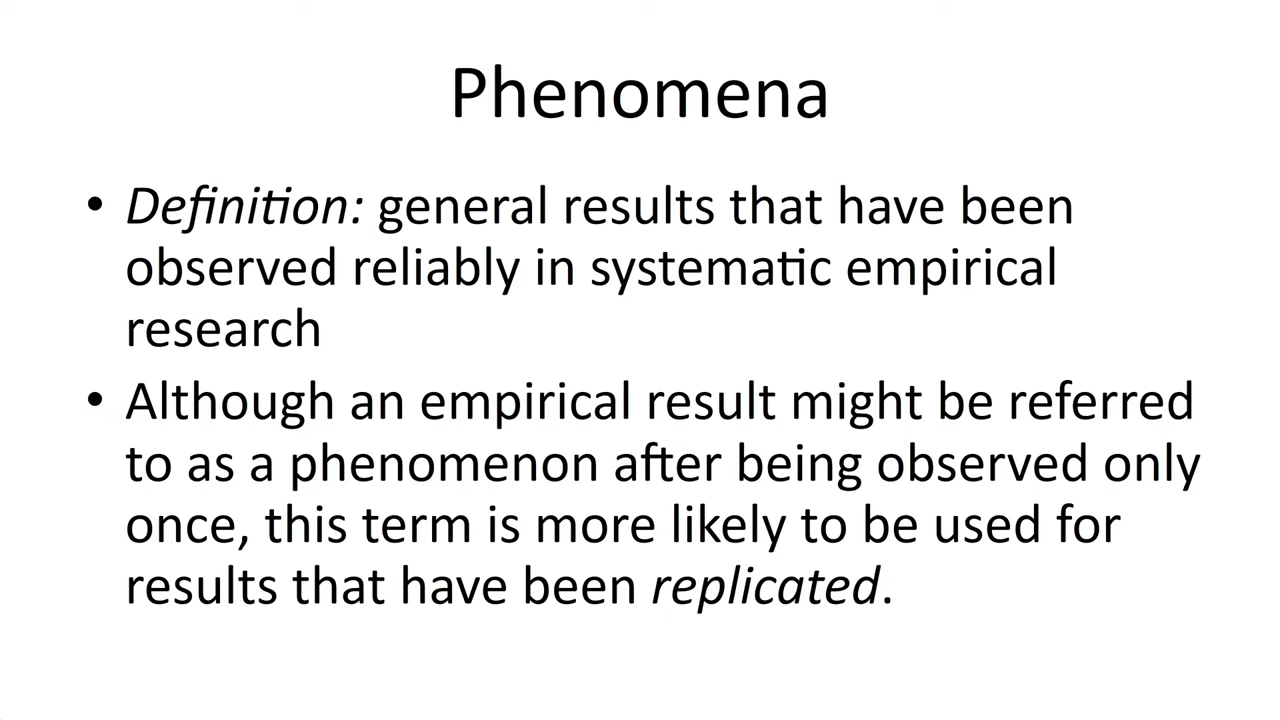 Phenomena
• Definition: general results that have been
observed reliably in systematic empirical
research
• Although an empirical result might be referred
to as a phenomenon after being observed only
once, this term is more likely to be used for
results that have been replicated.